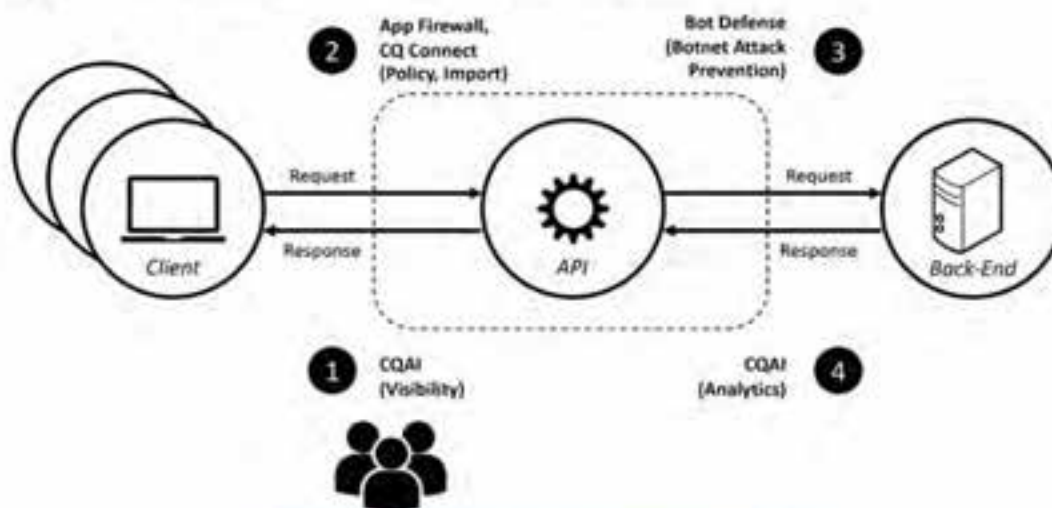 2
App Firewall,
CQ Connect
(Policy, Import)
Bot Defense
(Botnet Attack
Prevention)
3
Request
Response
Client
API
Request
Response
Back-End
1
CQAI
(Visibility)
CQAI
(Analytics)
4